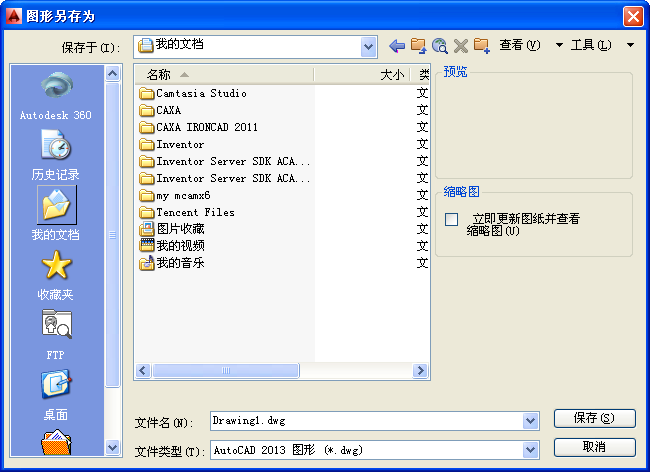 图形另存为
保存于(I):
我的文档
查看(V)
工具(L)
Autodesk 360
历史记录
我的文档
收藏夹
FTP
桌面
名称 大小 类
Camtasia Studio 文
CAXA 文
CAXA IRONCAD 2011 文
Inventor 文
Inventor Server SDK ACA... 文
Inventor Server SDK ACA... 文
my mcamx6 文
Tencent Files 文
图片收藏 文
我的视频 文
我的音乐 文
预览
缩略图
立即更新图纸并查看
缩略图(U)
文件名(N): Drawing1.dwg
保存(S)
文件类型(T): AutoCAD 2013 图形 (*.dwg)
取消